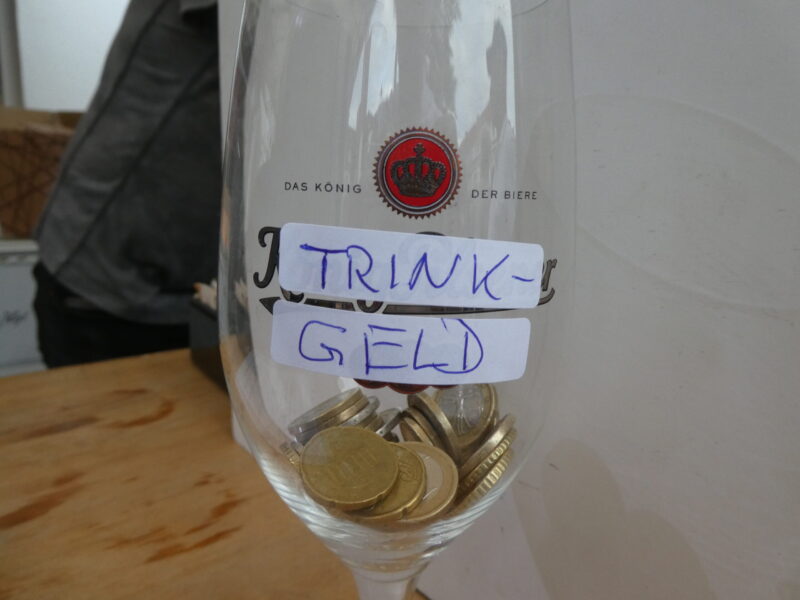 DAS KÖNIG DER BIERE
TRINK-
GELD